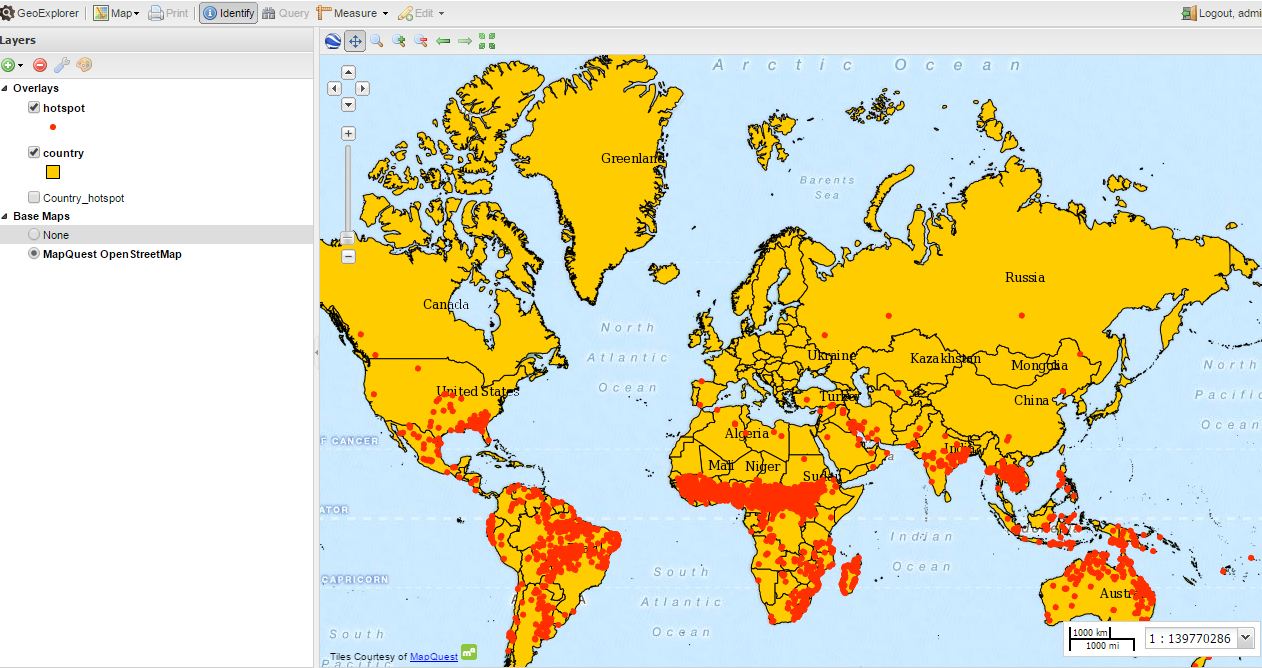 GeoExplorer Map Print Identify Query Measure Edit Logout, admi
Layers
Overlays
hotspot
country
Country_hotspot
Base Maps
None
MapQuest OpenStreetMap
Arctic Ocean
Greenland
Barents
Sea
Russia
Canada
North
Atlantic
Ocean
Ukraine
Kazakhstan
Mongolia
North
Pacific
Ocean
United States
Turkey
China
OF CANCER
Algeria
Mali
Niger
Sudan
ATOR
Indian
Ocean
CAPRICORN
South
Atlantic
Ocean
South
Pacific
1000 km
1000 mi
1 : 139770286
Tiles Courtesy of MapQuest